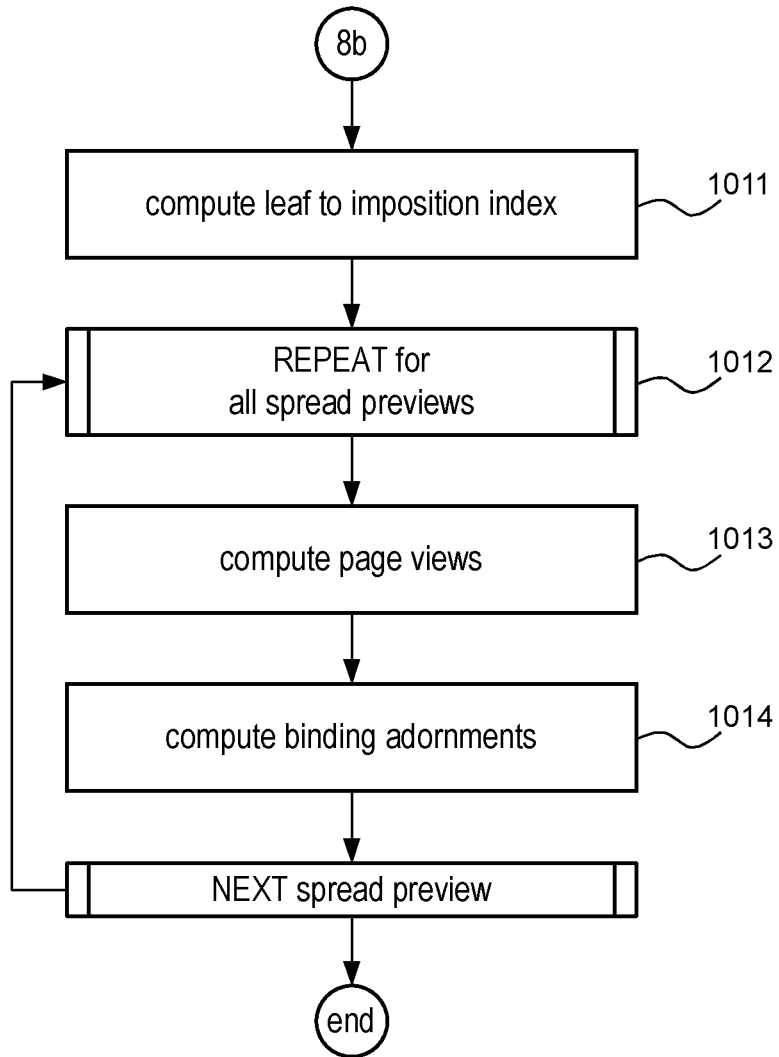 8b
compute leaf to imposition index
1011
REPEAT for
all spread previews
1012
compute page views
1013
compute binding adornments
1014
NEXT spread preview
end